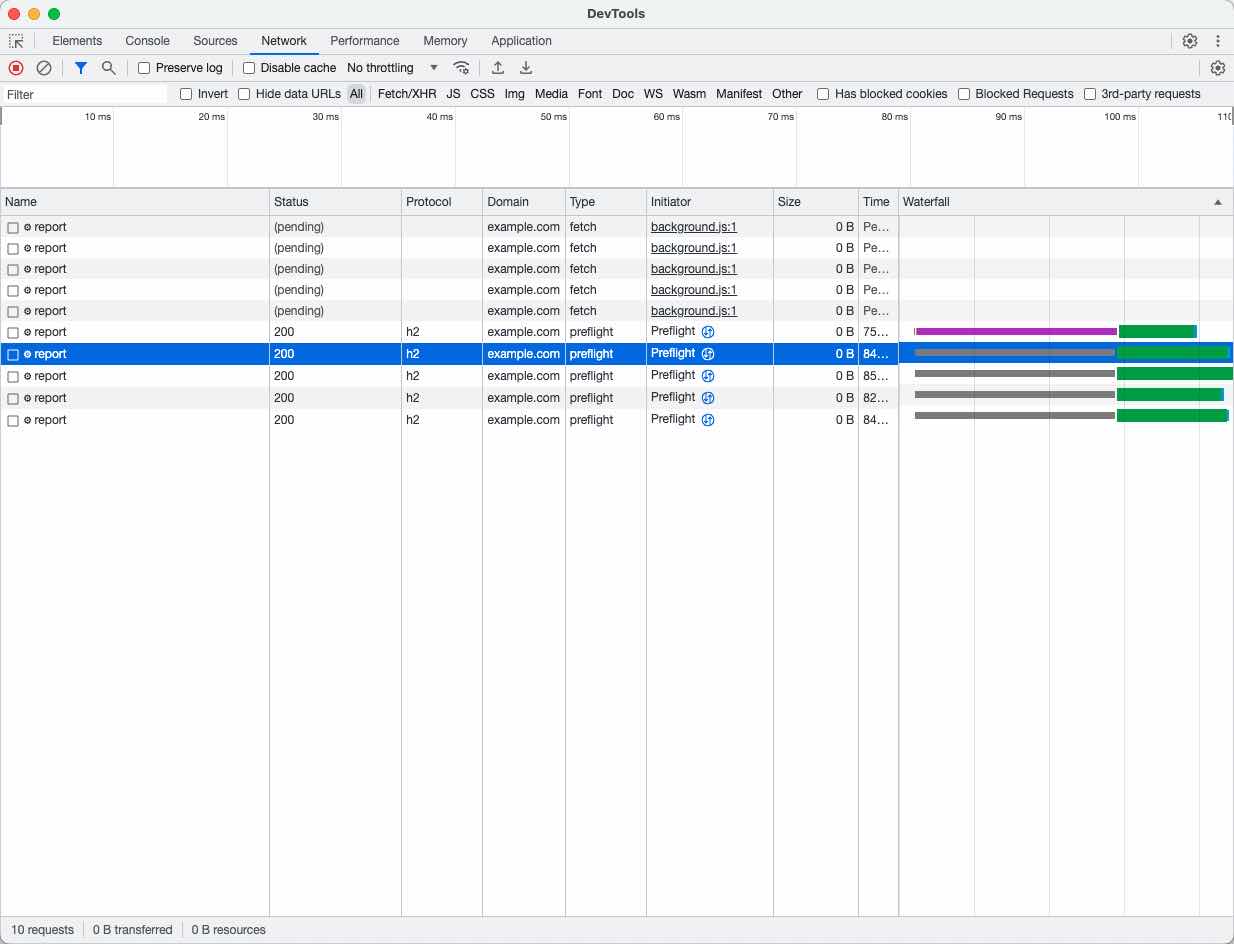 DevTools
Elements Console Sources Network Performance Memory Application
Preserve log Disable cache No throttling
Filter Invert Hide data URLs All Fetch/XHR JS CSS Img Media Font Doc WS Wasm Manifest Other Has blocked cookies Blocked Requests 3rd-party requests
10 ms 20 ms 30 ms 40 ms 50 ms 60 ms 70 ms 80 ms 90 ms 100 ms 110
Name Status Protocol Domain Type Initiator Size Time Waterfall
report (pending) example.com fetch background.js:1 0 B Pe…
report (pending) example.com fetch background.js:1 0 B Pe…
report (pending) example.com fetch background.js:1 0 B Pe…
report (pending) example.com fetch background.js:1 0 B Pe…
report (pending) example.com fetch background.js:1 0 B Pe…
report 200 h2 example.com preflight Preflight 0 B 75…
report 200 h2 example.com preflight Preflight 0 B 84…
report 200 h2 example.com preflight Preflight 0 B 85…
report 200 h2 example.com preflight Preflight 0 B 82…
report 200 h2 example.com preflight Preflight 0 B 84…
10 requests 0 B transferred 0 B resources